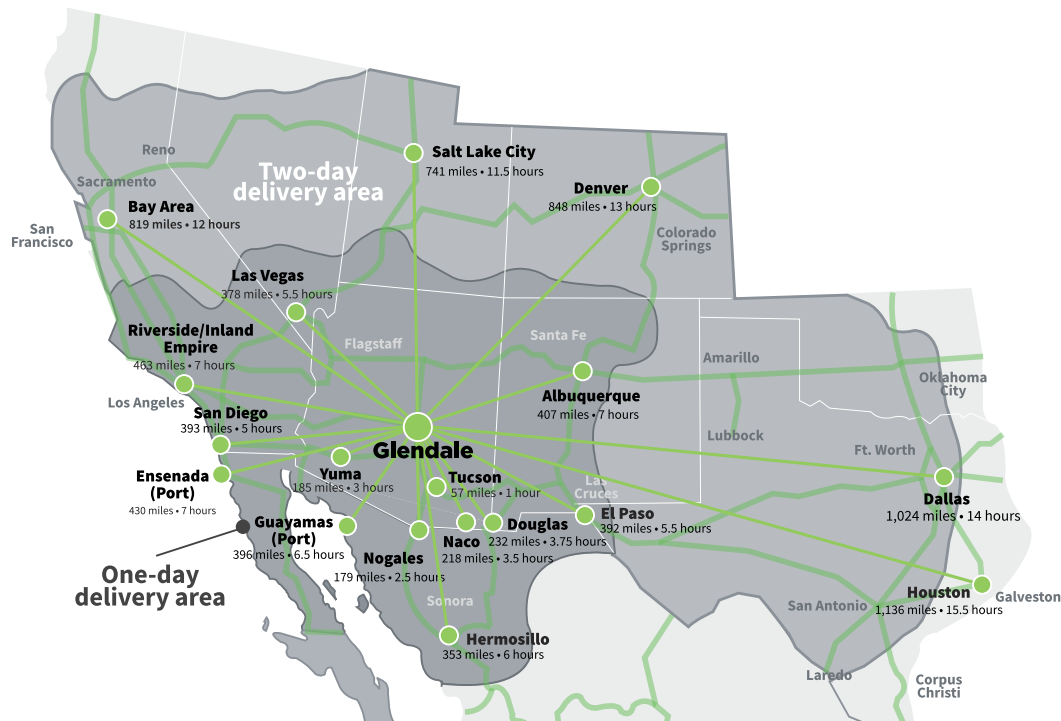 Salt Lake City
741 miles • 11.5 hours
Reno
Two-day
delivery area
Sacramento
Denver
848 miles • 13 hours
Bay Area
819 miles • 12 hours
San
Francisco
Colorado
Springs
Las Vegas
378 miles • 5.5 hours
Riverside/Inland
Empire
463 miles • 7 hours
Flagstaff
Santa Fe
Amarillo
Oklahoma
City
Los Angeles
Albuquerque
407 miles • 7 hours
San Diego
393 miles • 5 hours
Glendale
Lubbock
Ft. Worth
Ensenada
(Port)
430 miles • 7 hours
Yuma
185 miles • 3 hours
Tucson
57 miles • 1 hour
Las
Cruces
Dallas
1,024 miles • 14 hours
El Paso
392 miles • 5.5 hours
Guayamas
(Port)
396 miles • 6.5 hours
Douglas
232 miles • 3.75 hours
Naco
218 miles • 3.5 hours
Nogales
179 miles • 2.5 hours
One-day
delivery area
Sonora
Houston
1,136 miles • 15.5 hours
Galveston
San Antonio
Hermosillo
353 miles • 6 hours
Laredo
Corpus
Christi